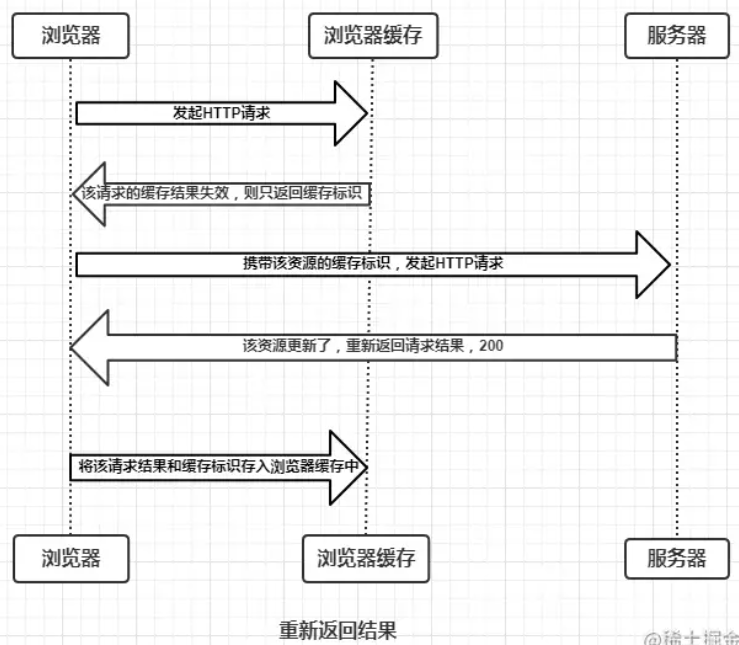 浏览器
浏览器缓存
服务器
发起HTTP请求
该请求的缓存结果失效，则只返回缓存标识
携带该资源的缓存标识，发起HTTP请求
该资源更新了，重新返回请求结果，200
将该请求结果和缓存标识存入浏览器缓存中
浏览器
浏览器缓存
服务器
重新返回结果
@稀土掘金